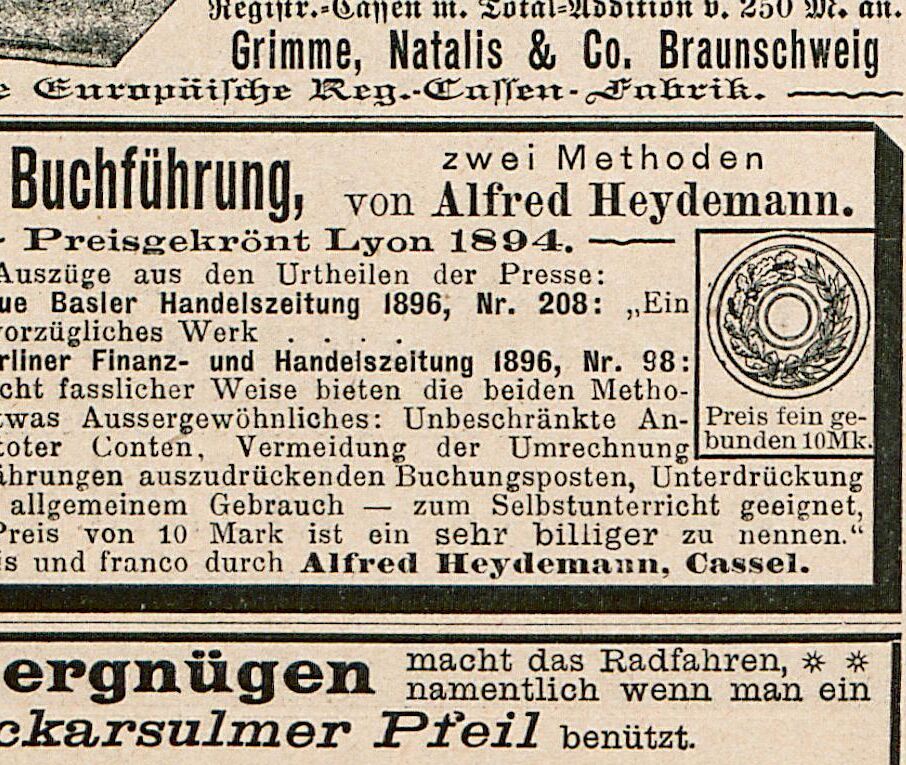 Registr.-Cassen m. Total-Addition v. 250 M. an.
Grimme, Natalis & Co. Braunschweig
Europäische Reg.-Cassen-Fabrik.
Buchführung, zwei Methoden
von Alfred Heydemann.
Preisgekrönt Lyon 1894.
Auszüge aus den Urtheilen der Presse:
ue Basler Handelszeitung 1896, Nr. 208: „Ein
vorzügliches Werk . . . .
rliner Finanz- und Handelszeitung 1896, Nr. 98:
cht fasslicher Weise bieten die beiden Metho-
twas Aussergewöhnliches: Unbeschränkte An-
toter Conten, Vermeidung der Umrechnung
ährungen auszudrückenden Buchungsposten, Unterdrückung
allgemeinem Gebrauch — zum Selbstunterricht geeignet,
Preis von 10 Mark ist ein sehr billiger zu nennen.“
s und franco durch Alfred Heydemann, Cassel.
Preis fein ge-
bunden 10Mk.
ergnügen macht das Radfahren,
namentlich wenn man ein
ckarsulmer Pfeil benützt.